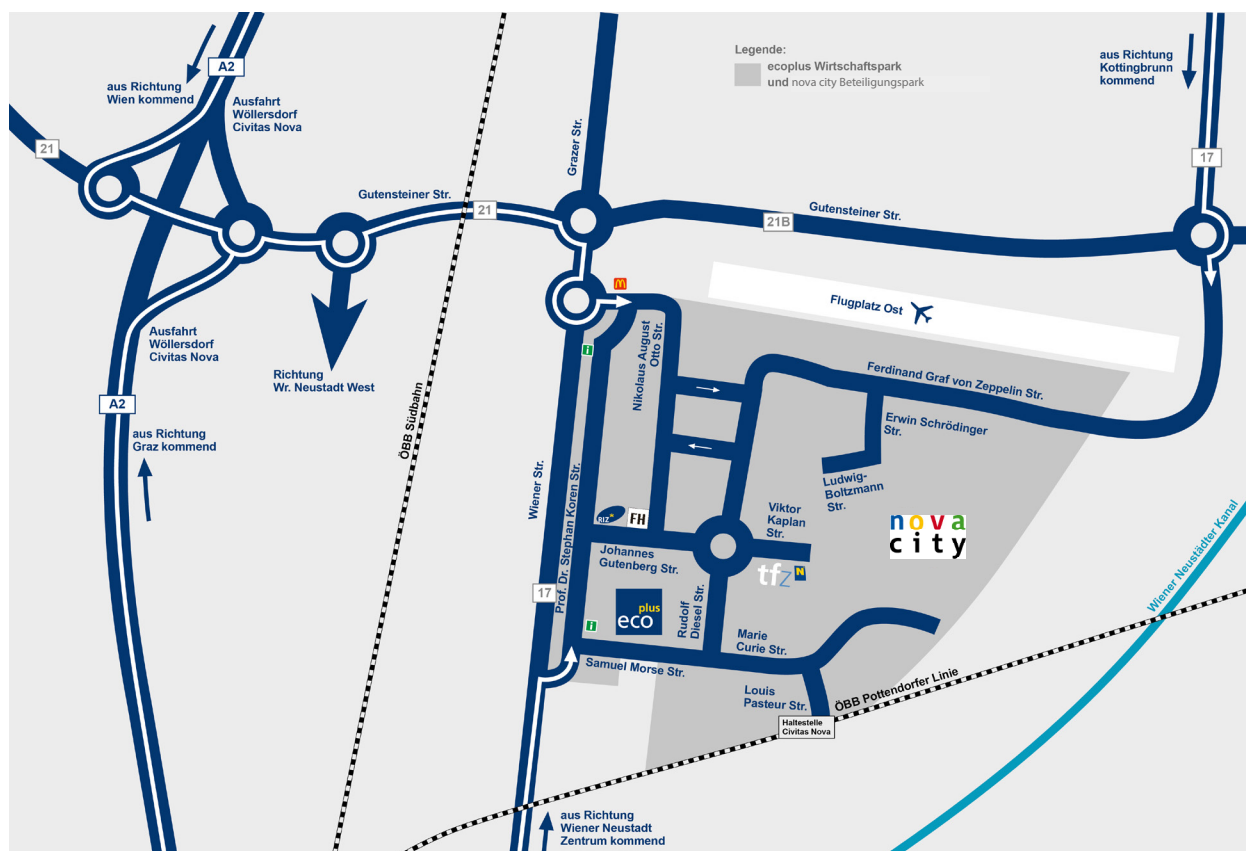 Legende:
ecoplus Wirtschaftspark
und nova city Beteiligungspark
aus Richtung
Kottingbrunn
kommend
A2
aus Richtung
Wien kommend
Ausfahrt
Wöllersdorf
Civitas Nova
21
17
Grazer Str.
Gutensteiner Str.
21
21B
Gutensteiner Str.
Flugplatz Ost
Ausfahrt
Wöllersdorf
Civitas Nova
Richtung
Wr. Neustadt West
A2
aus Richtung
Graz kommend
ÖBB Südbahn
i
Nikolaus August
Otto Str.
Ferdinand Graf von Zeppelin Str.
Erwin Schrödinger
Str.
Ludwig-
Boltzmann
Str.
Wiener Str.
Prof. Dr. Stephan Koren Str.
RIZ
FH
Viktor
Kaplan
Str.
nova
city
Johannes
Gutenberg Str.
tfz N
Wiener Neustädter Kanal
17
plus
eco
i
Rudolf
Diesel Str.
Marie
Curie Str.
Samuel Morse Str.
Louis
Pasteur Str.
ÖBB Pottendorfer Linie
Haltestelle
Civitas Nova
aus Richtung
Wiener Neustadt
Zentrum kommend